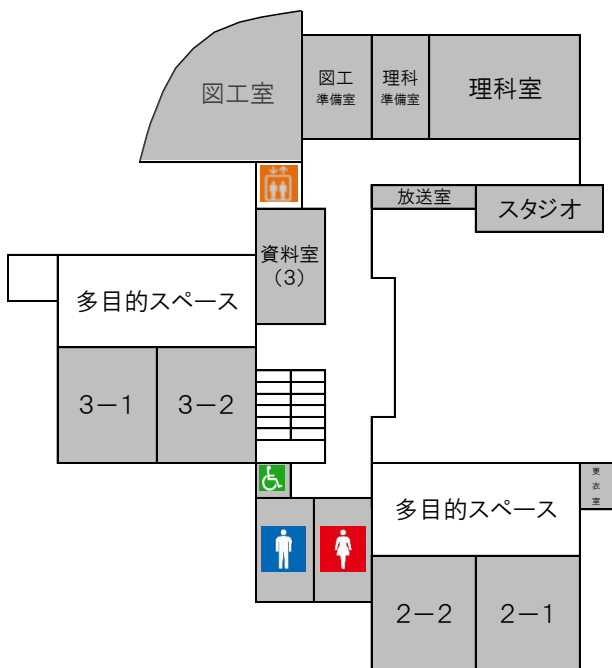 図工室
図工
準備室
理科
準備室
理科室
放送室
スタジオ
資料室
（3）
多目的スペース
3－1
3－2
多目的スペース
更
衣
室
2－2
2－1